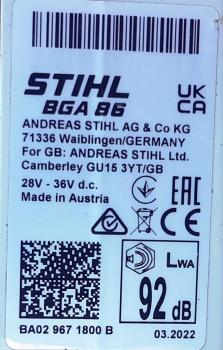 STIHL
BGA 86
UK
CA
ANDREAS STIHL AG & Co KG
71336 Waiblingen/GERMANY
For GB: ANDREAS STIHL Ltd.
Camberley GU15 3YT/GB
28V - 36V d.c.
Made in Austria
CE
EAC
LWA
92 dB
BA02 967 1800 B
03.2022